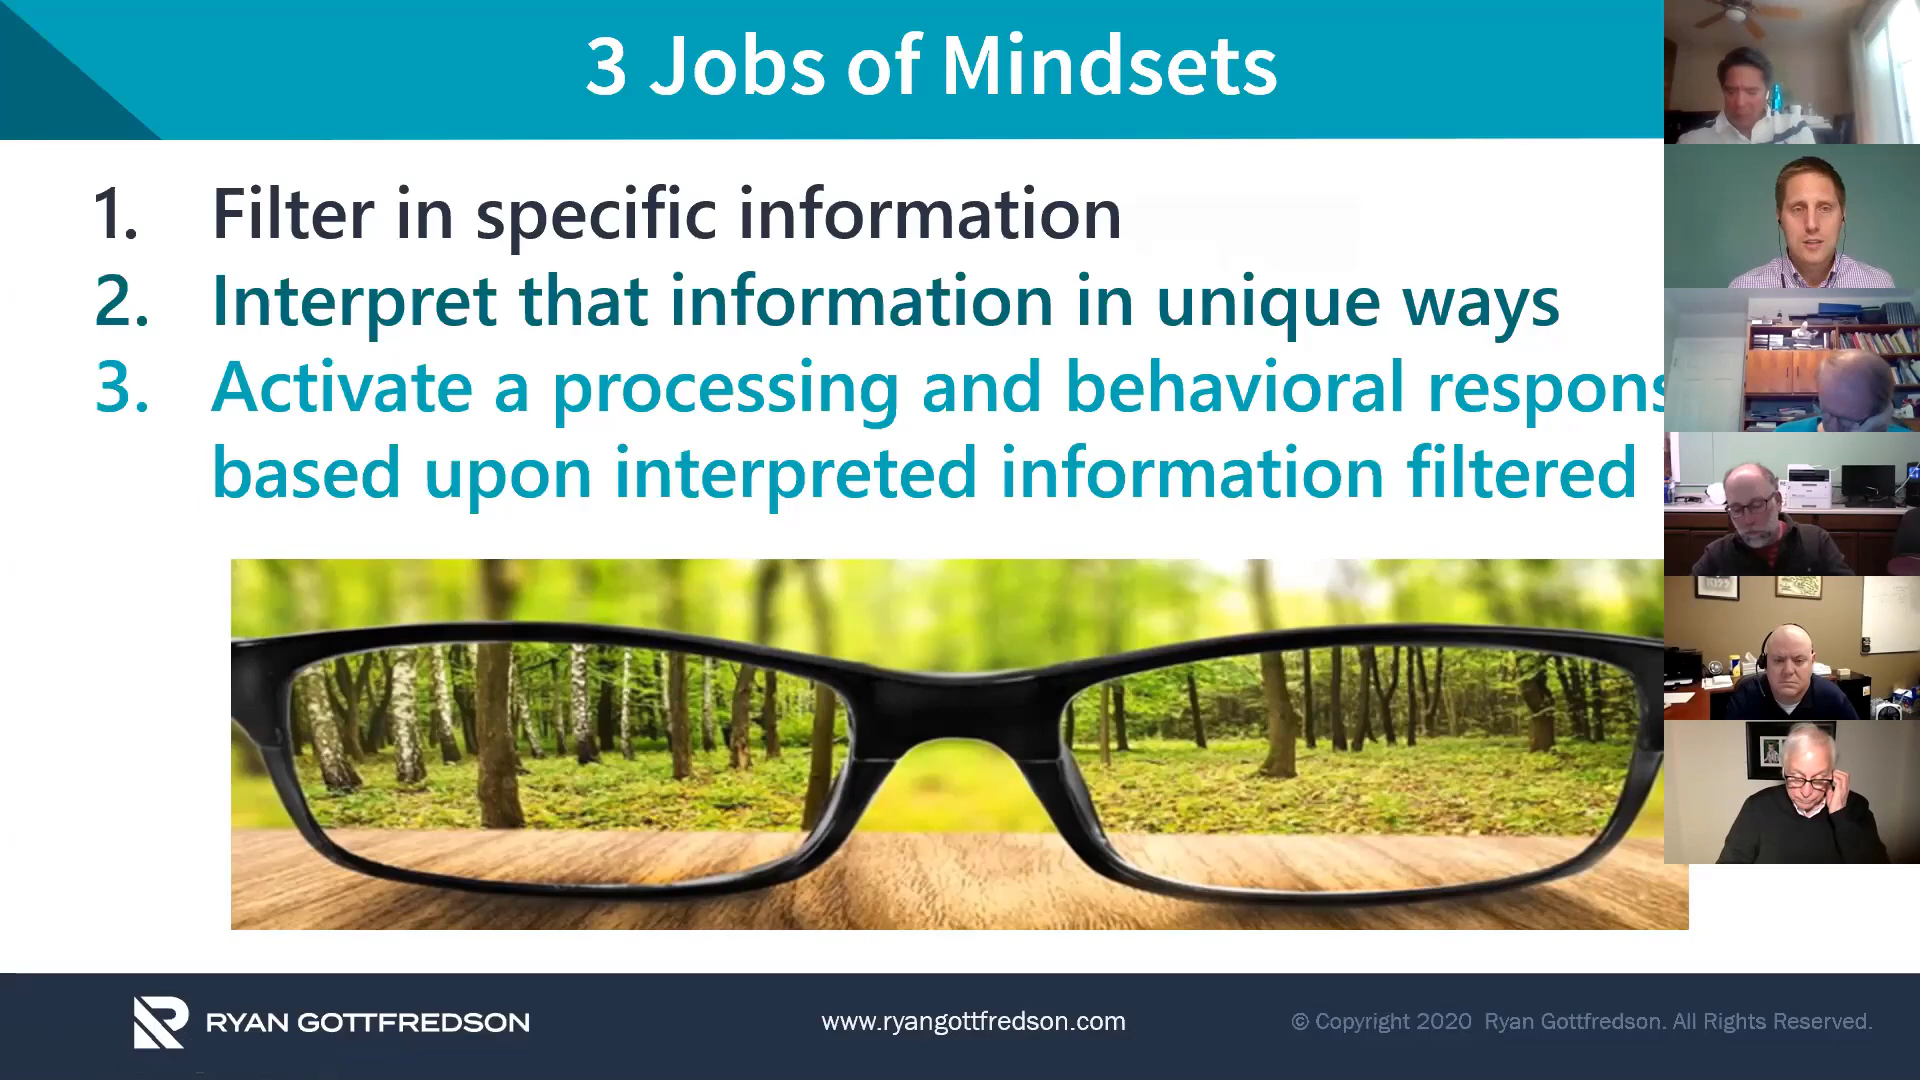 3 Jobs of Mindsets
1. Filter in specific information
2. Interpret that information in unique ways
3. Activate a processing and behavioral respons
based upon interpreted information filtered
RYAN GOTTFREDSON
www.ryangottfredson.com
© Copyright 2020 Ryan Gottfredson. All Rights Reserved.